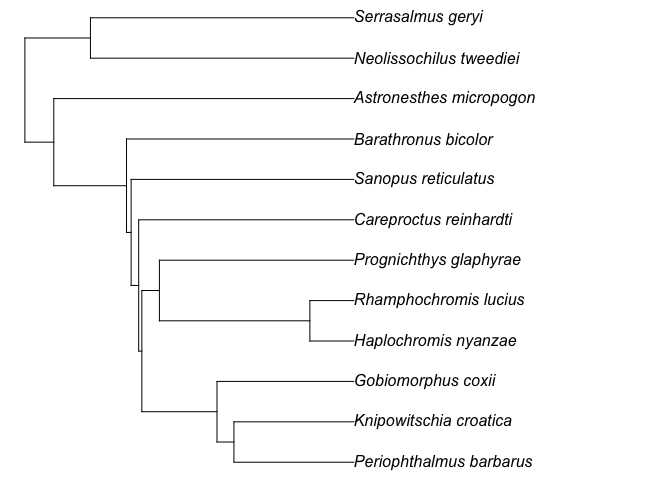 Serrasalmus geryi
Neolissochilus tweediei
Astronesthes micropogon
Barathronus bicolor
Sanopus reticulatus
Careproctus reinhardti
Prognichthys glaphyrae
Rhamphochromis lucius
Haplochromis nyanzae
Gobiomorphus coxii
Knipowitschia croatica
Periophthalmus barbarus